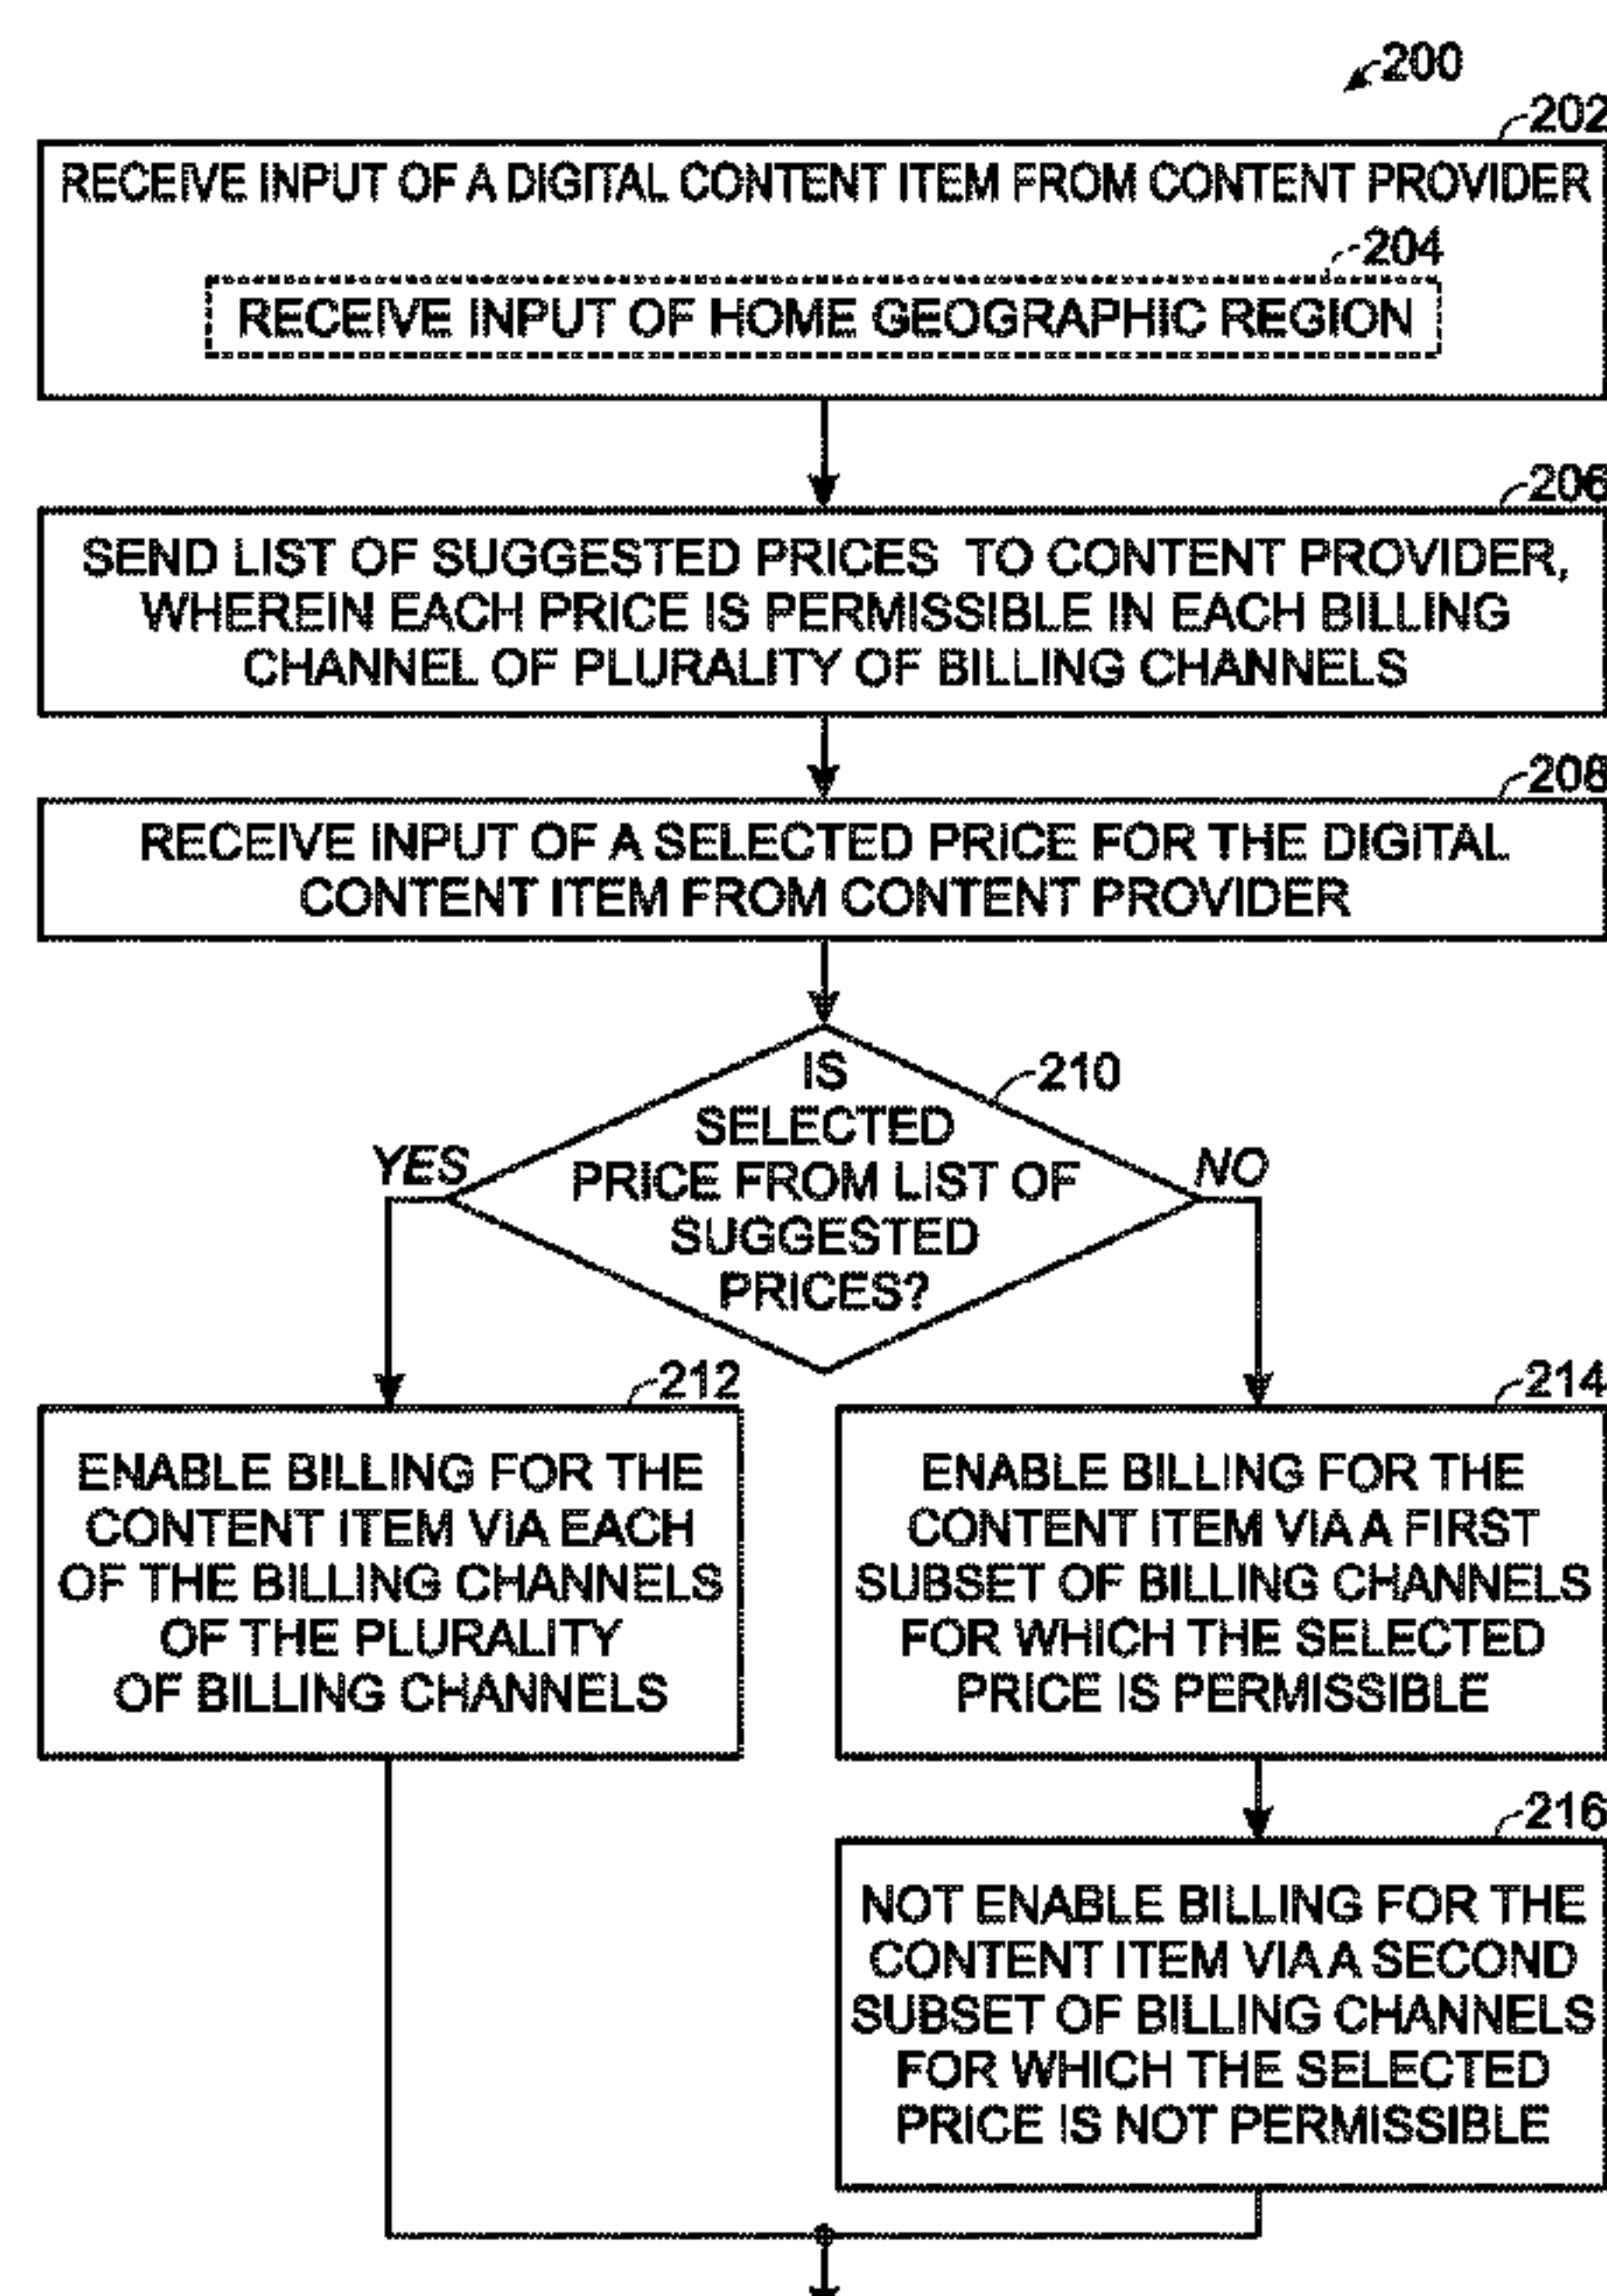 200
202
RECEIVE INPUT OF A DIGITAL CONTENT ITEM FROM CONTENT PROVIDER
204
RECEIVE INPUT OF HOME GEOGRAPHIC REGION
206
SEND LIST OF SUGGESTED PRICES TO CONTENT PROVIDER,
WHEREIN EACH PRICE IS PERMISSIBLE IN EACH BILLING
CHANNEL OF PLURALITY OF BILLING CHANNELS
208
RECEIVE INPUT OF A SELECTED PRICE FOR THE DIGITAL
CONTENT ITEM FROM CONTENT PROVIDER
210
IS
SELECTED
PRICE FROM LIST OF
SUGGESTED
PRICES?
YES
NO
212
ENABLE BILLING FOR THE
CONTENT ITEM VIA EACH
OF THE BILLING CHANNELS
OF THE PLURALITY
OF BILLING CHANNELS
214
ENABLE BILLING FOR THE
CONTENT ITEM VIA A FIRST
SUBSET OF BILLING CHANNELS
FOR WHICH THE SELECTED
PRICE IS PERMISSIBLE
216
NOT ENABLE BILLING FOR THE
CONTENT ITEM VIA A SECOND
SUBSET OF BILLING CHANNELS
FOR WHICH THE SELECTED
PRICE IS NOT PERMISSIBLE